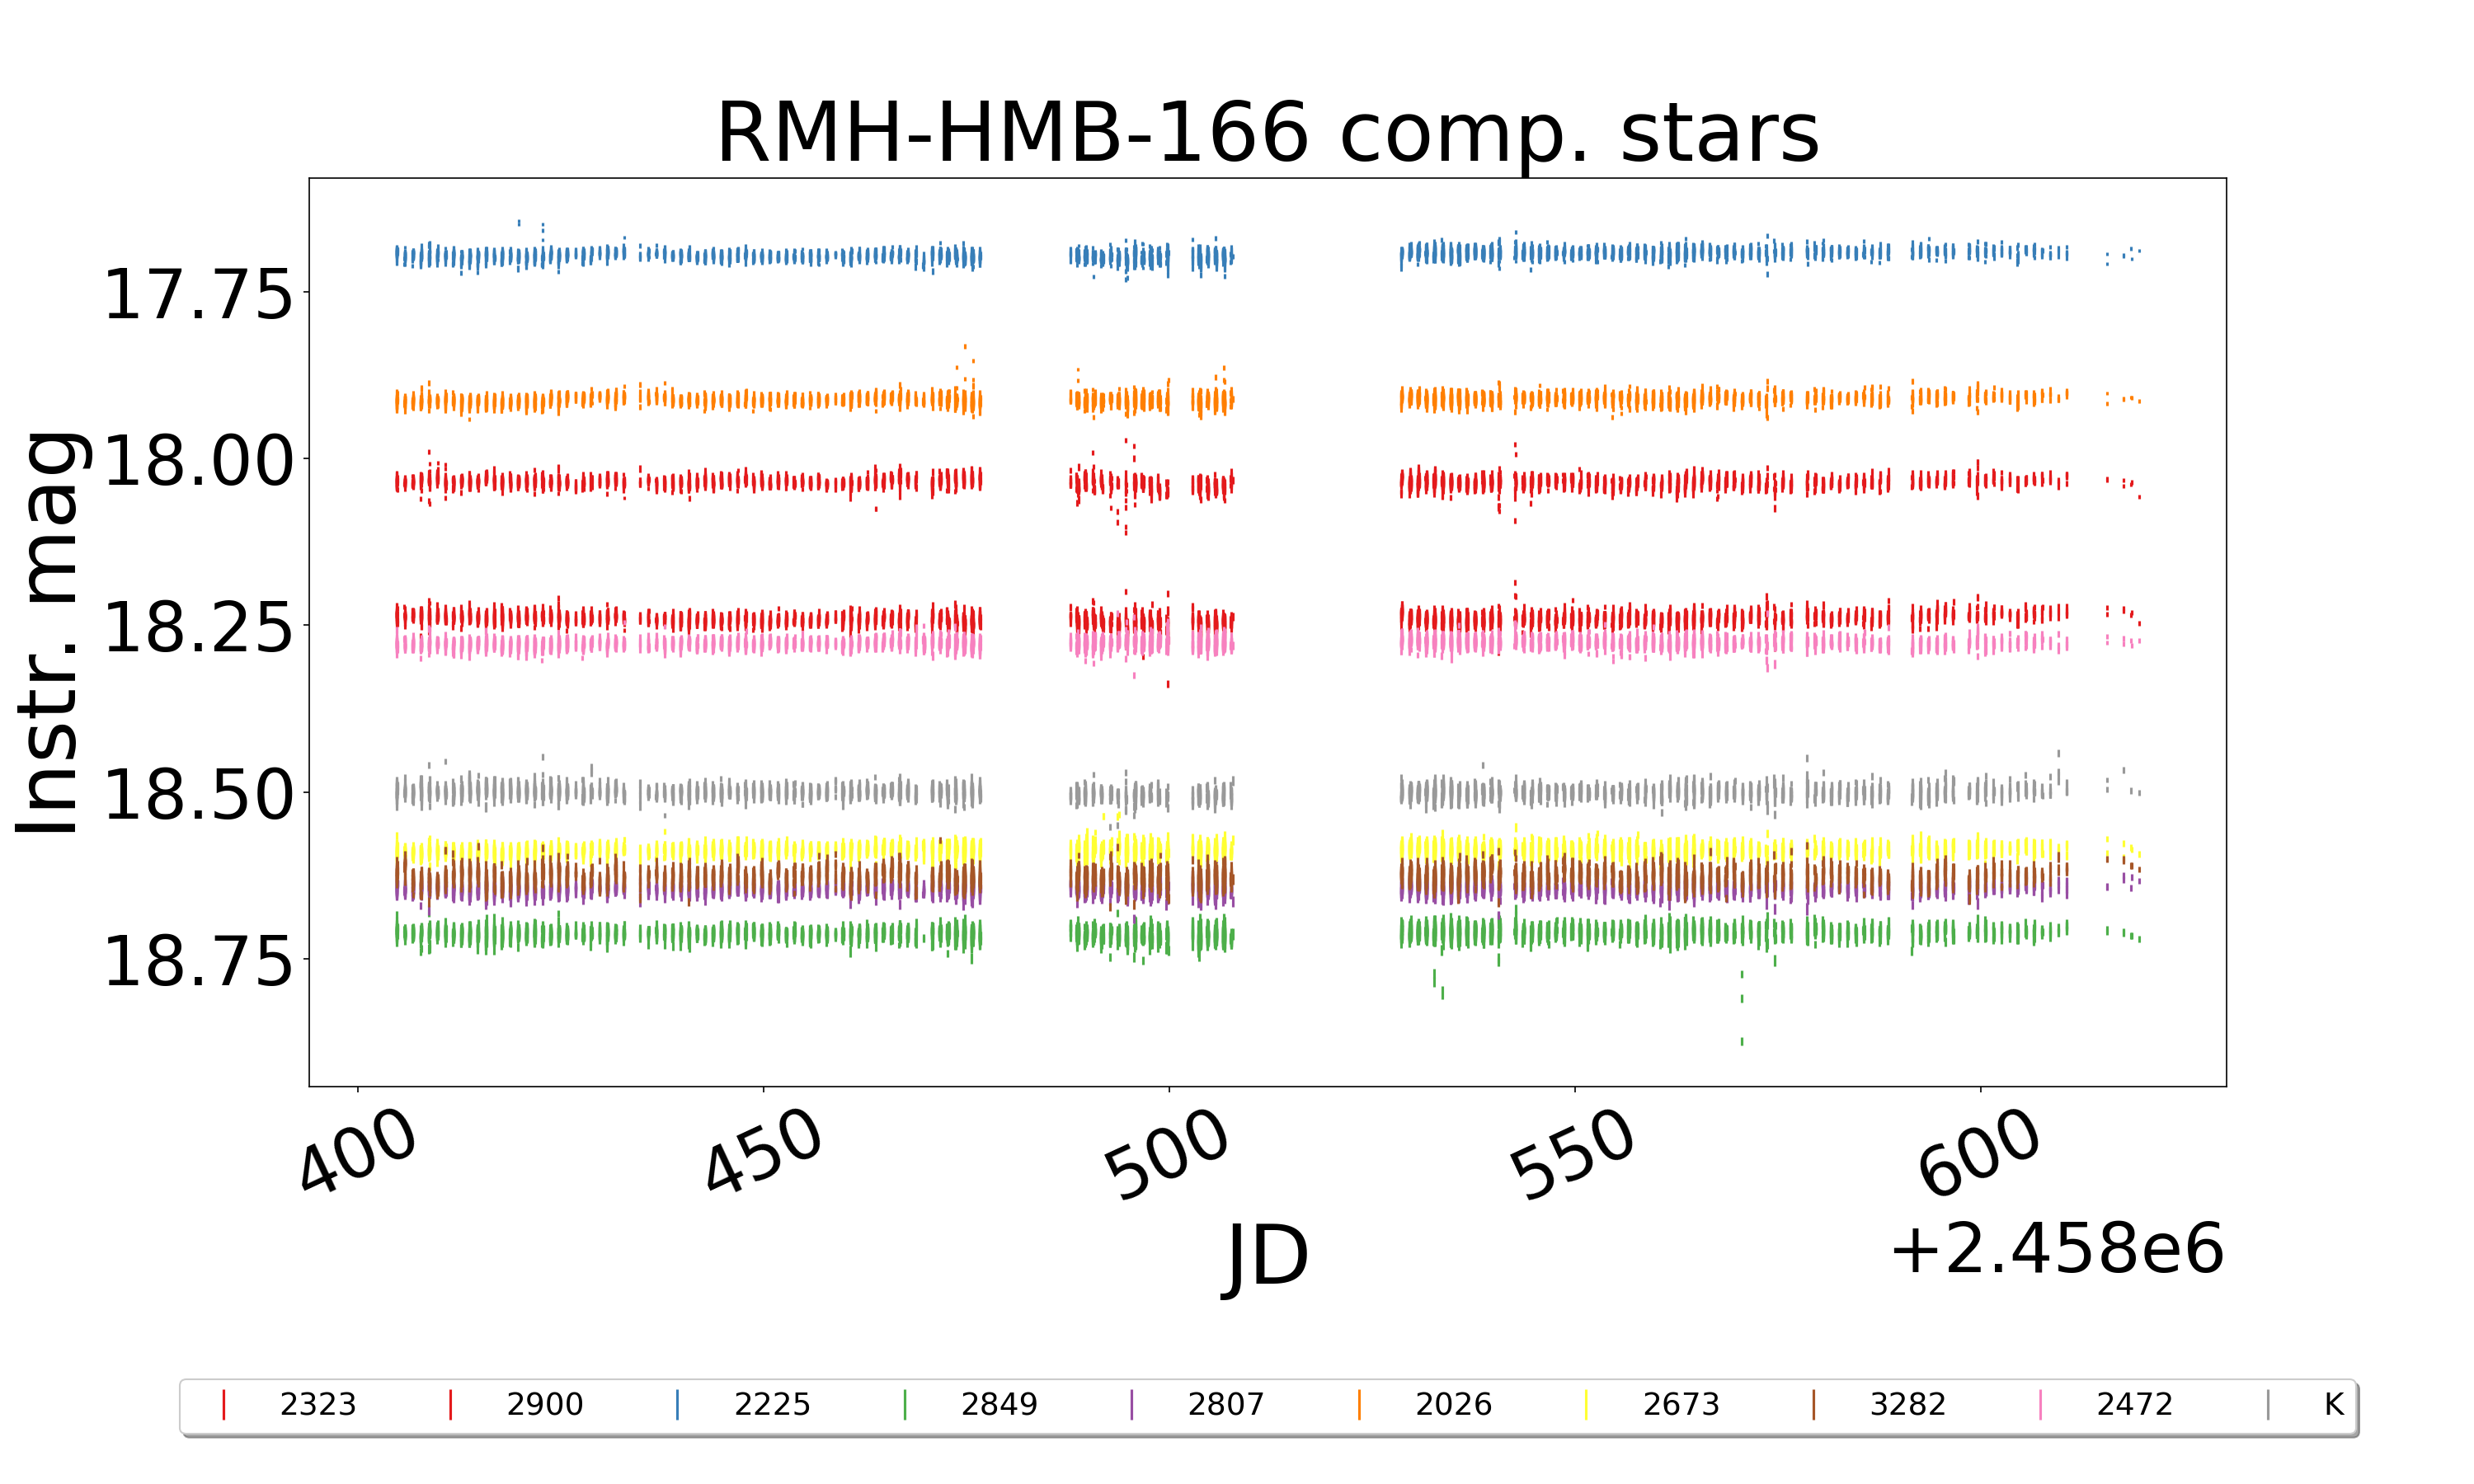 RMH-HMB-166 comp. stars
Instr. mag
17.75
18.00
18.25
18.50
18.75
400 450 500 550 600
JD
+2.458e6
2323 2900 2225 2849 2807 2026 2673 3282 2472 K